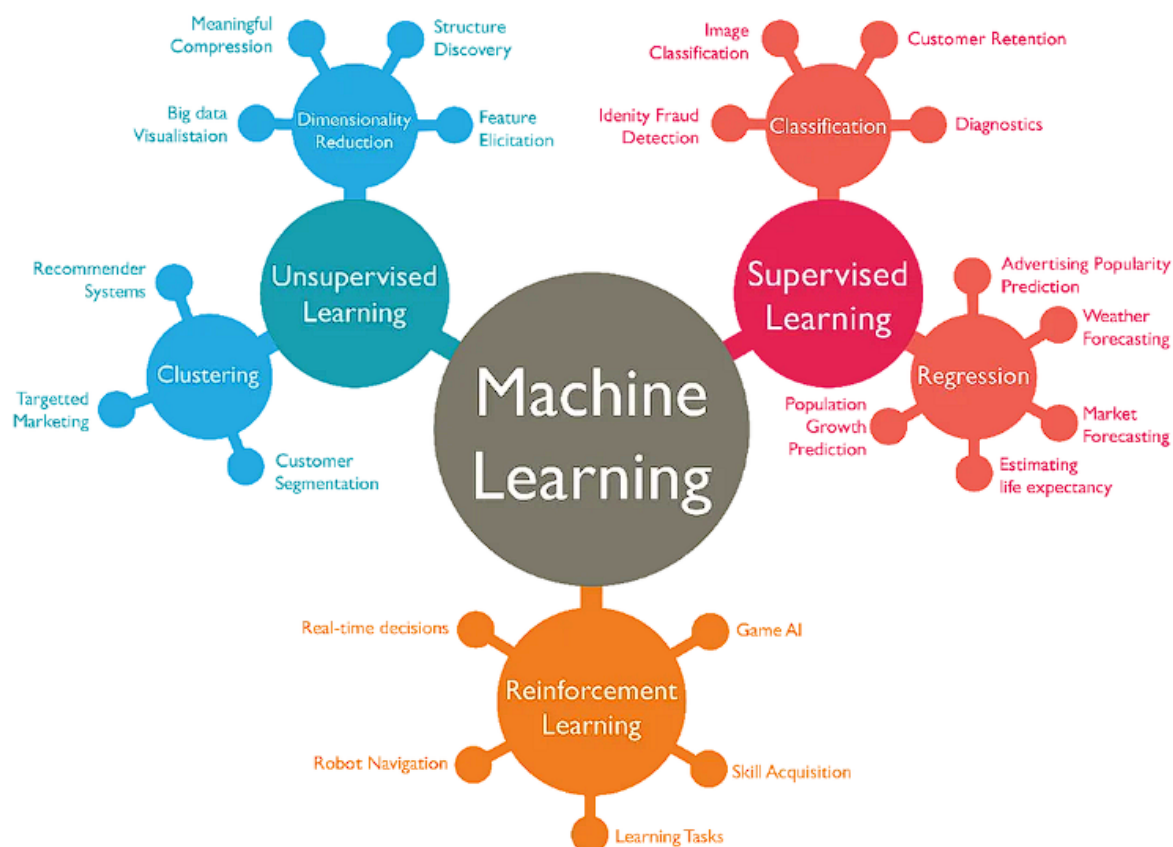 Meaningful
Compression
Structure
Discovery
Big data
Visualistaion
Dimensionality
Reduction
Feature
Elicitation
Image
Classification
Customer Retention
Idenity Fraud
Detection
Classification
Diagnostics
Recommender
Systems
Unsupervised
Learning
Clustering
Targetted
Marketing
Customer
Segmentation
Machine
Learning
Supervised
Learning
Advertising Popularity
Prediction
Weather
Forecasting
Regression
Population
Growth
Prediction
Market
Forecasting
Estimating
life expectancy
Real-time decisions
Game AI
Reinforcement
Learning
Robot Navigation
Skill Acquisition
Learning Tasks